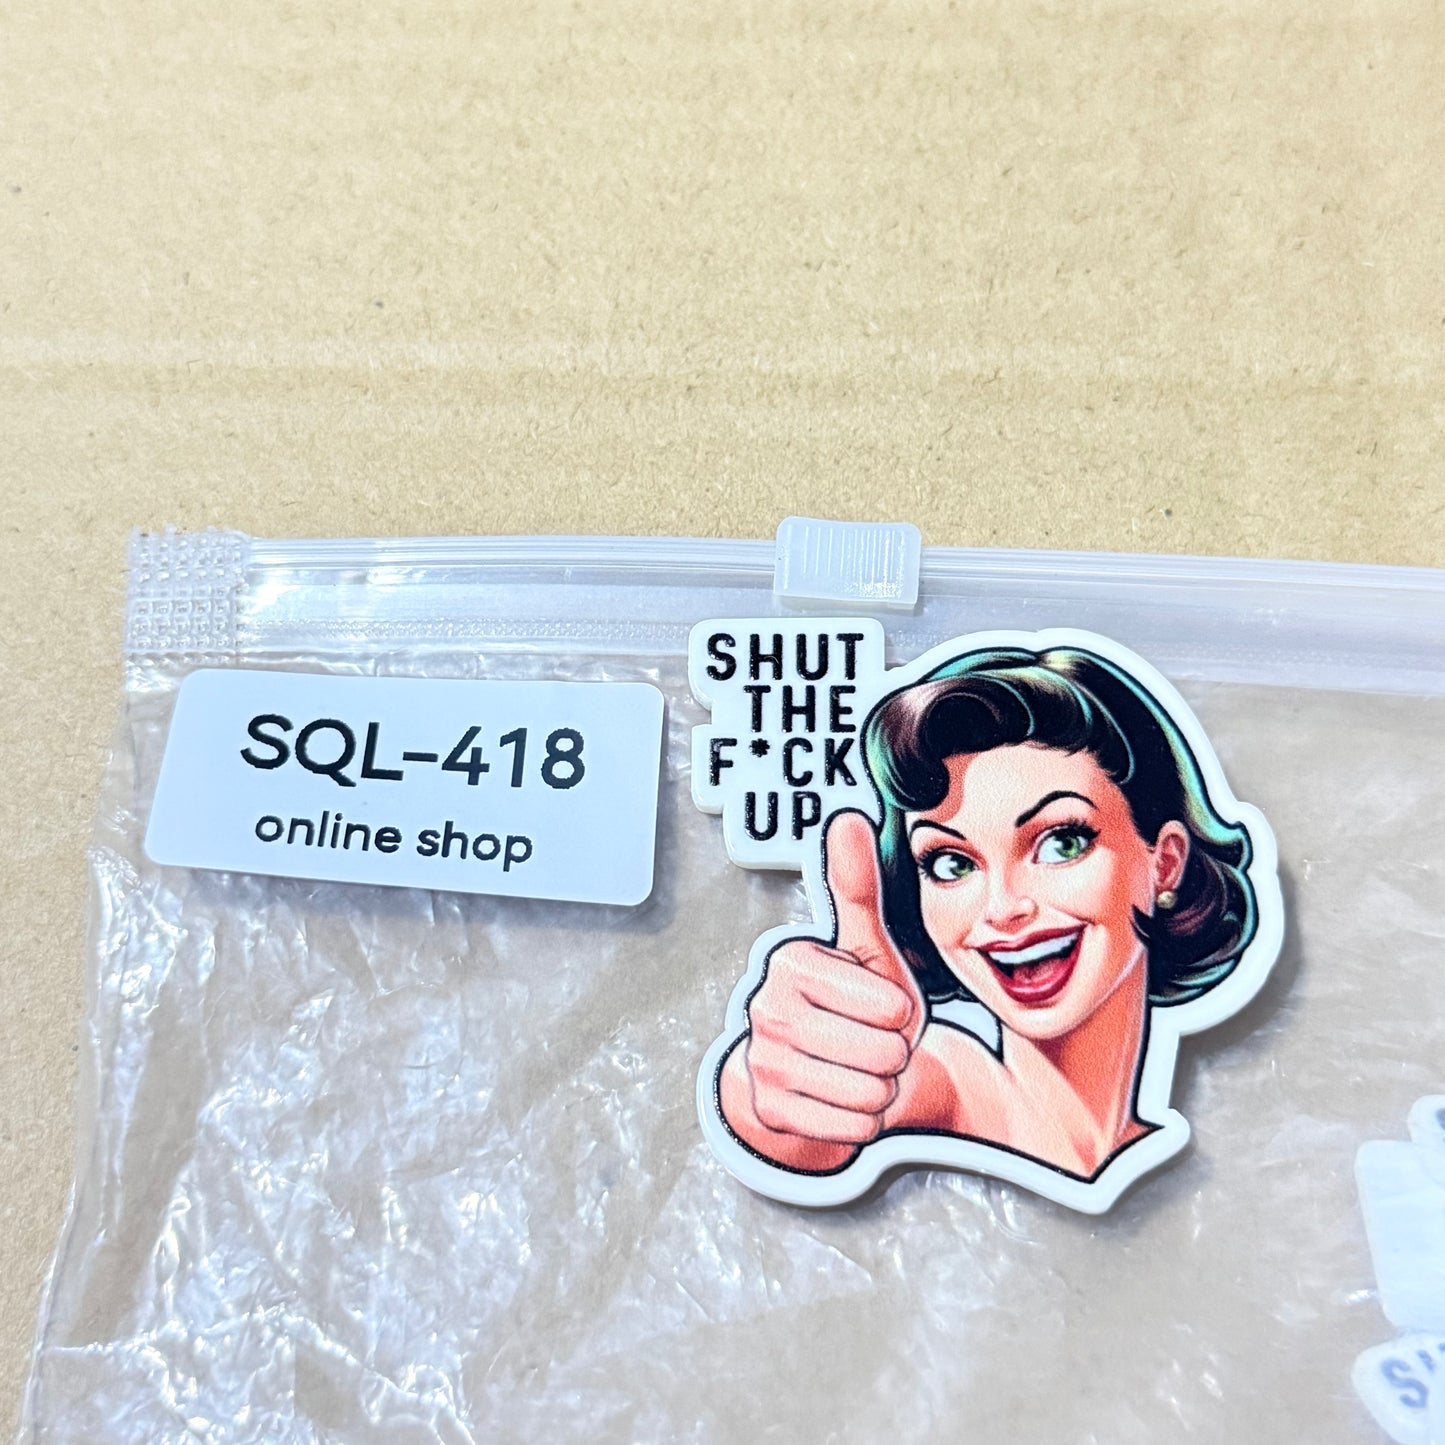 SQL-418
online shop
SHUT
THE
F*CK
UP